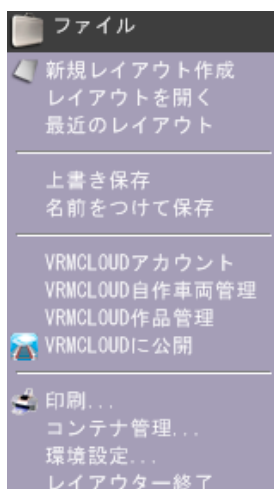 ファイル
新規レイアウト作成
レイアウトを開く
最近のレイアウト
上書き保存
名前をつけて保存
VRMCLOUDアカウント
VRMCLOUD自作車両管理
VRMCLOUD作品管理
VRMCLOUDに公開
印刷...
コンテナ管理...
環境設定...
レイアウター終了